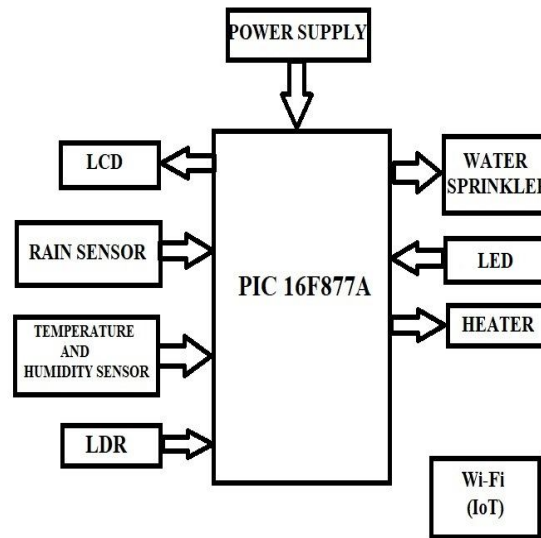 POWER SUPPLY
LCD
WATER
SPRINKLER
RAIN SENSOR
PIC 16F877A
LED
TEMPERATURE
AND
HUMIDITY SENSOR
HEATER
LDR
Wi-Fi
(IoT)